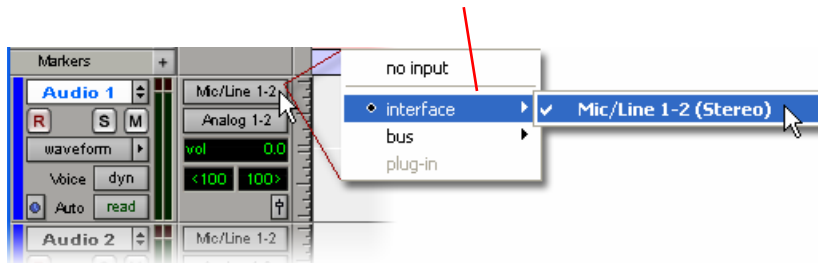 Markers +
Audio 1
R S M
waveform
Voice dyn
Auto read
Audio 2
Mic/Line 1-2
Analog 1-2
vol 0.0
<100 100>
Mic/Line 1-2
no input
interface
bus
plug-in
Mic/Line 1-2 (Stereo)